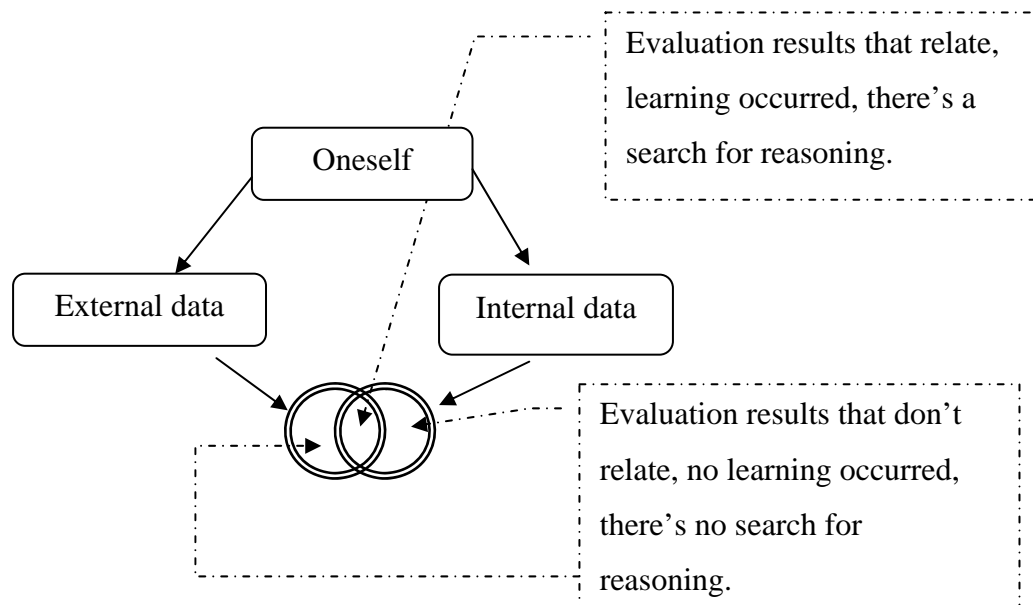 Evaluation results that relate,
learning occurred, there’s a
search for reasoning.
Oneself
External data
Internal data
Evaluation results that don’t
relate, no learning occurred,
there’s no search for
reasoning.